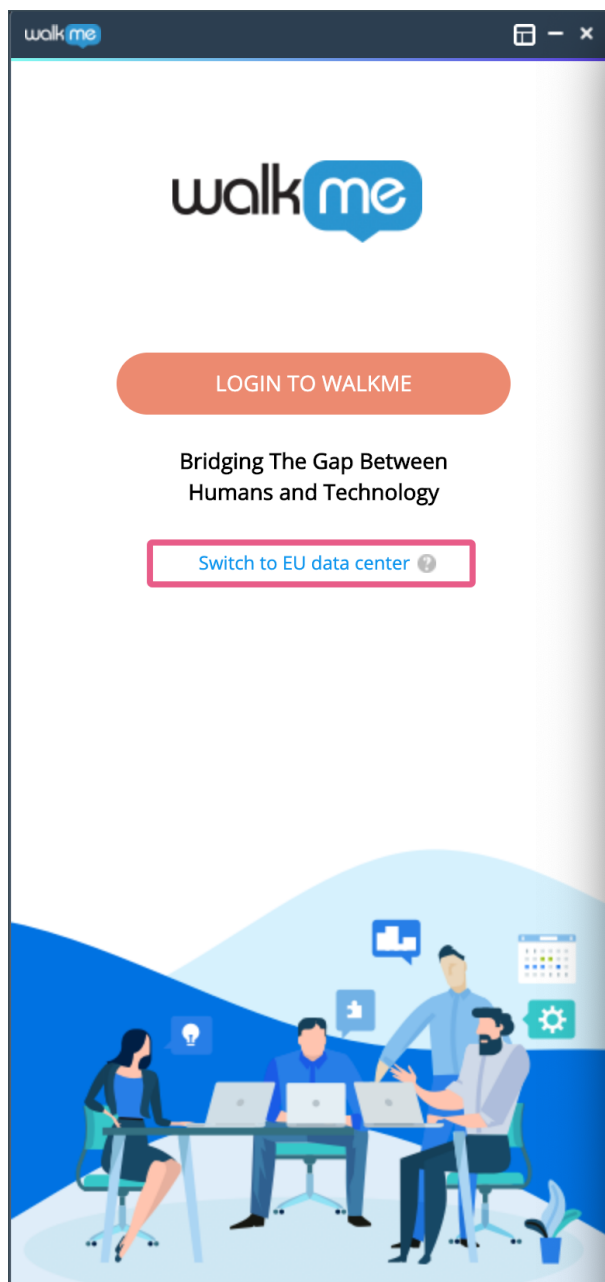 walkme
walkme
LOGIN TO WALKME
Bridging The Gap Between
Humans and Technology
Switch to EU data center ?